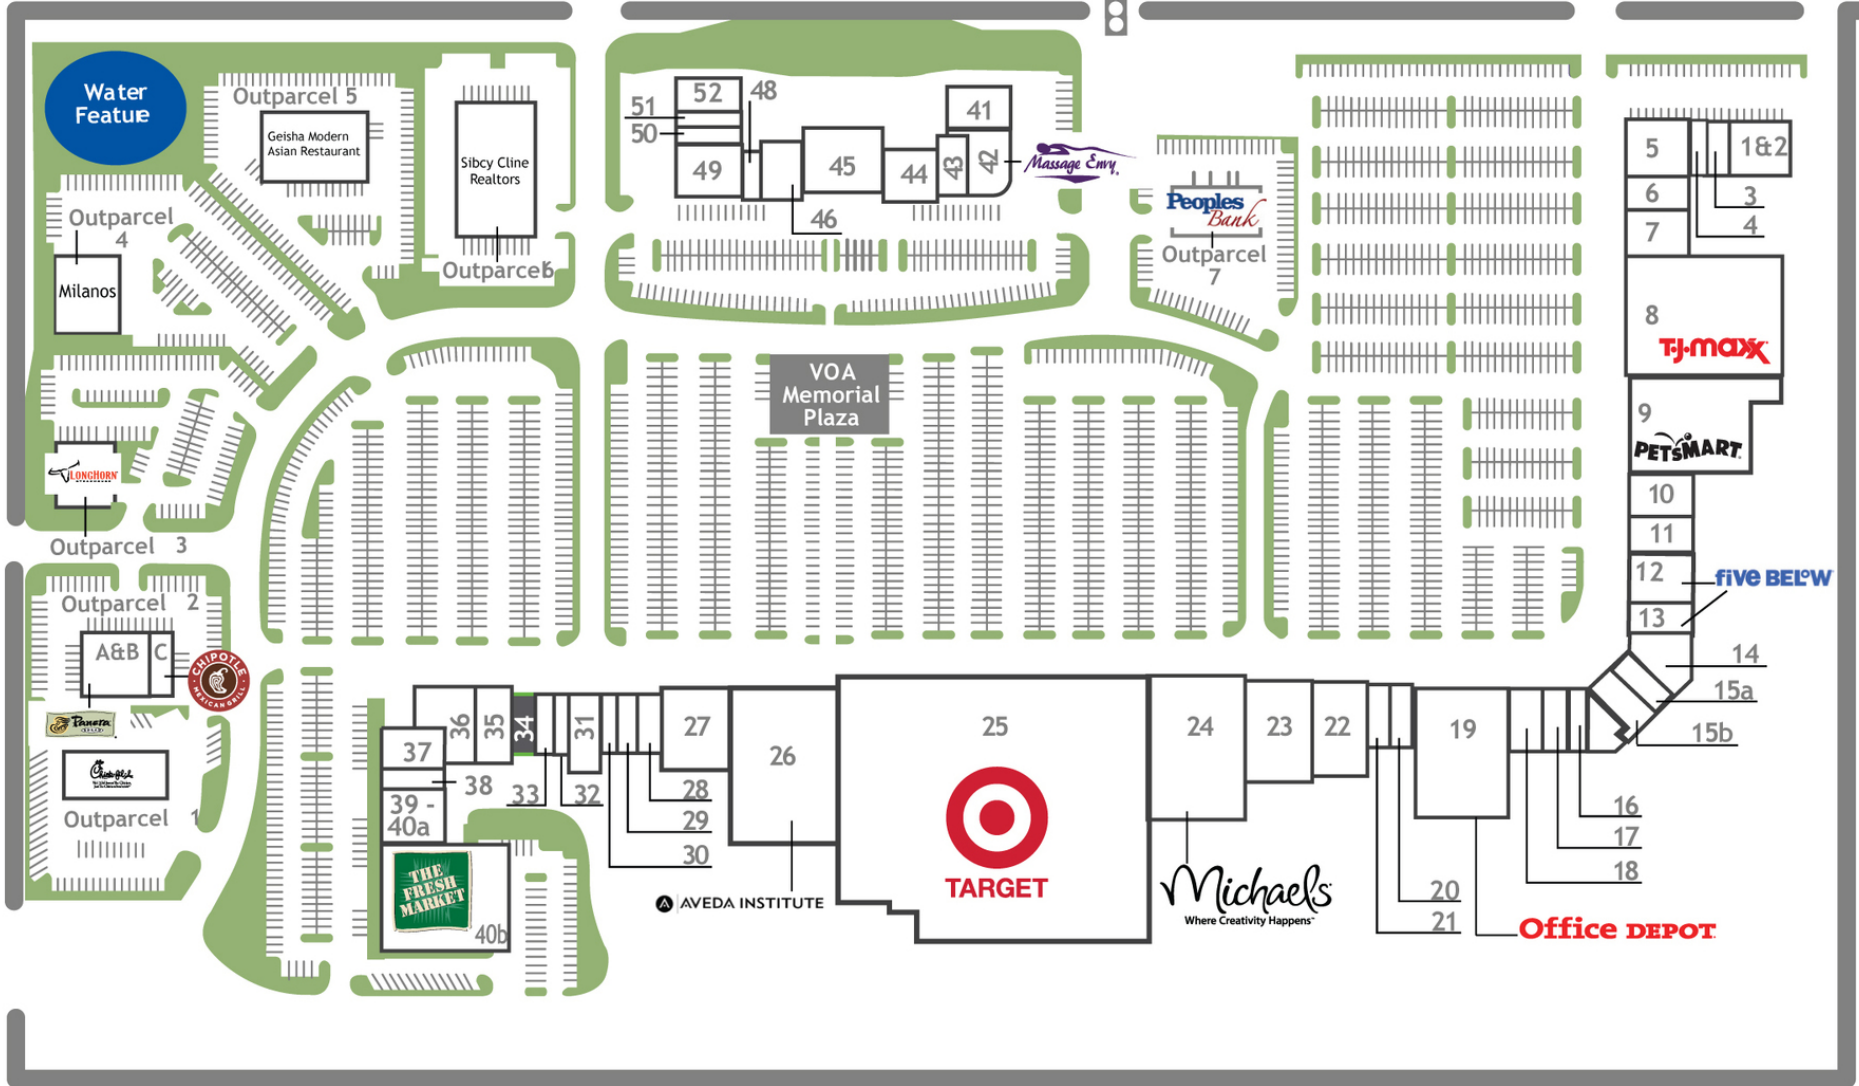 Water
Feature
Outparcel 5
Geisha Modern
Asian Restaurant
Sibcy Cline
Realtors
Outparcel 6
Outparcel
4
Milanos
LONGHORN
Outparcel 3
Outparcel 2
A&B
C
CHIPOTLE
MEXICAN GRILL
Panera
Chick-fil-A
Outparcel 1
52
51
50
49
48
46
45
44
43
42
41
Massage Envy
Peoples
Bank
Outparcel
7
VOA
Memorial
Plaza
5
1&2
6
3
7
4
8
T.J.maxx
9
PETSMART
10
11
12
five BELOW
13
14
15a
15b
36
35
34
31
37
38
33
32
39 -
40a
THE
FRESH
MARKET
40b
27
28
29
30
26
AVEDA INSTITUTE
25
TARGET
24
Michaels
Where Creativity Happens™
23
22
21
20
19
Office DEPOT
16
17
18